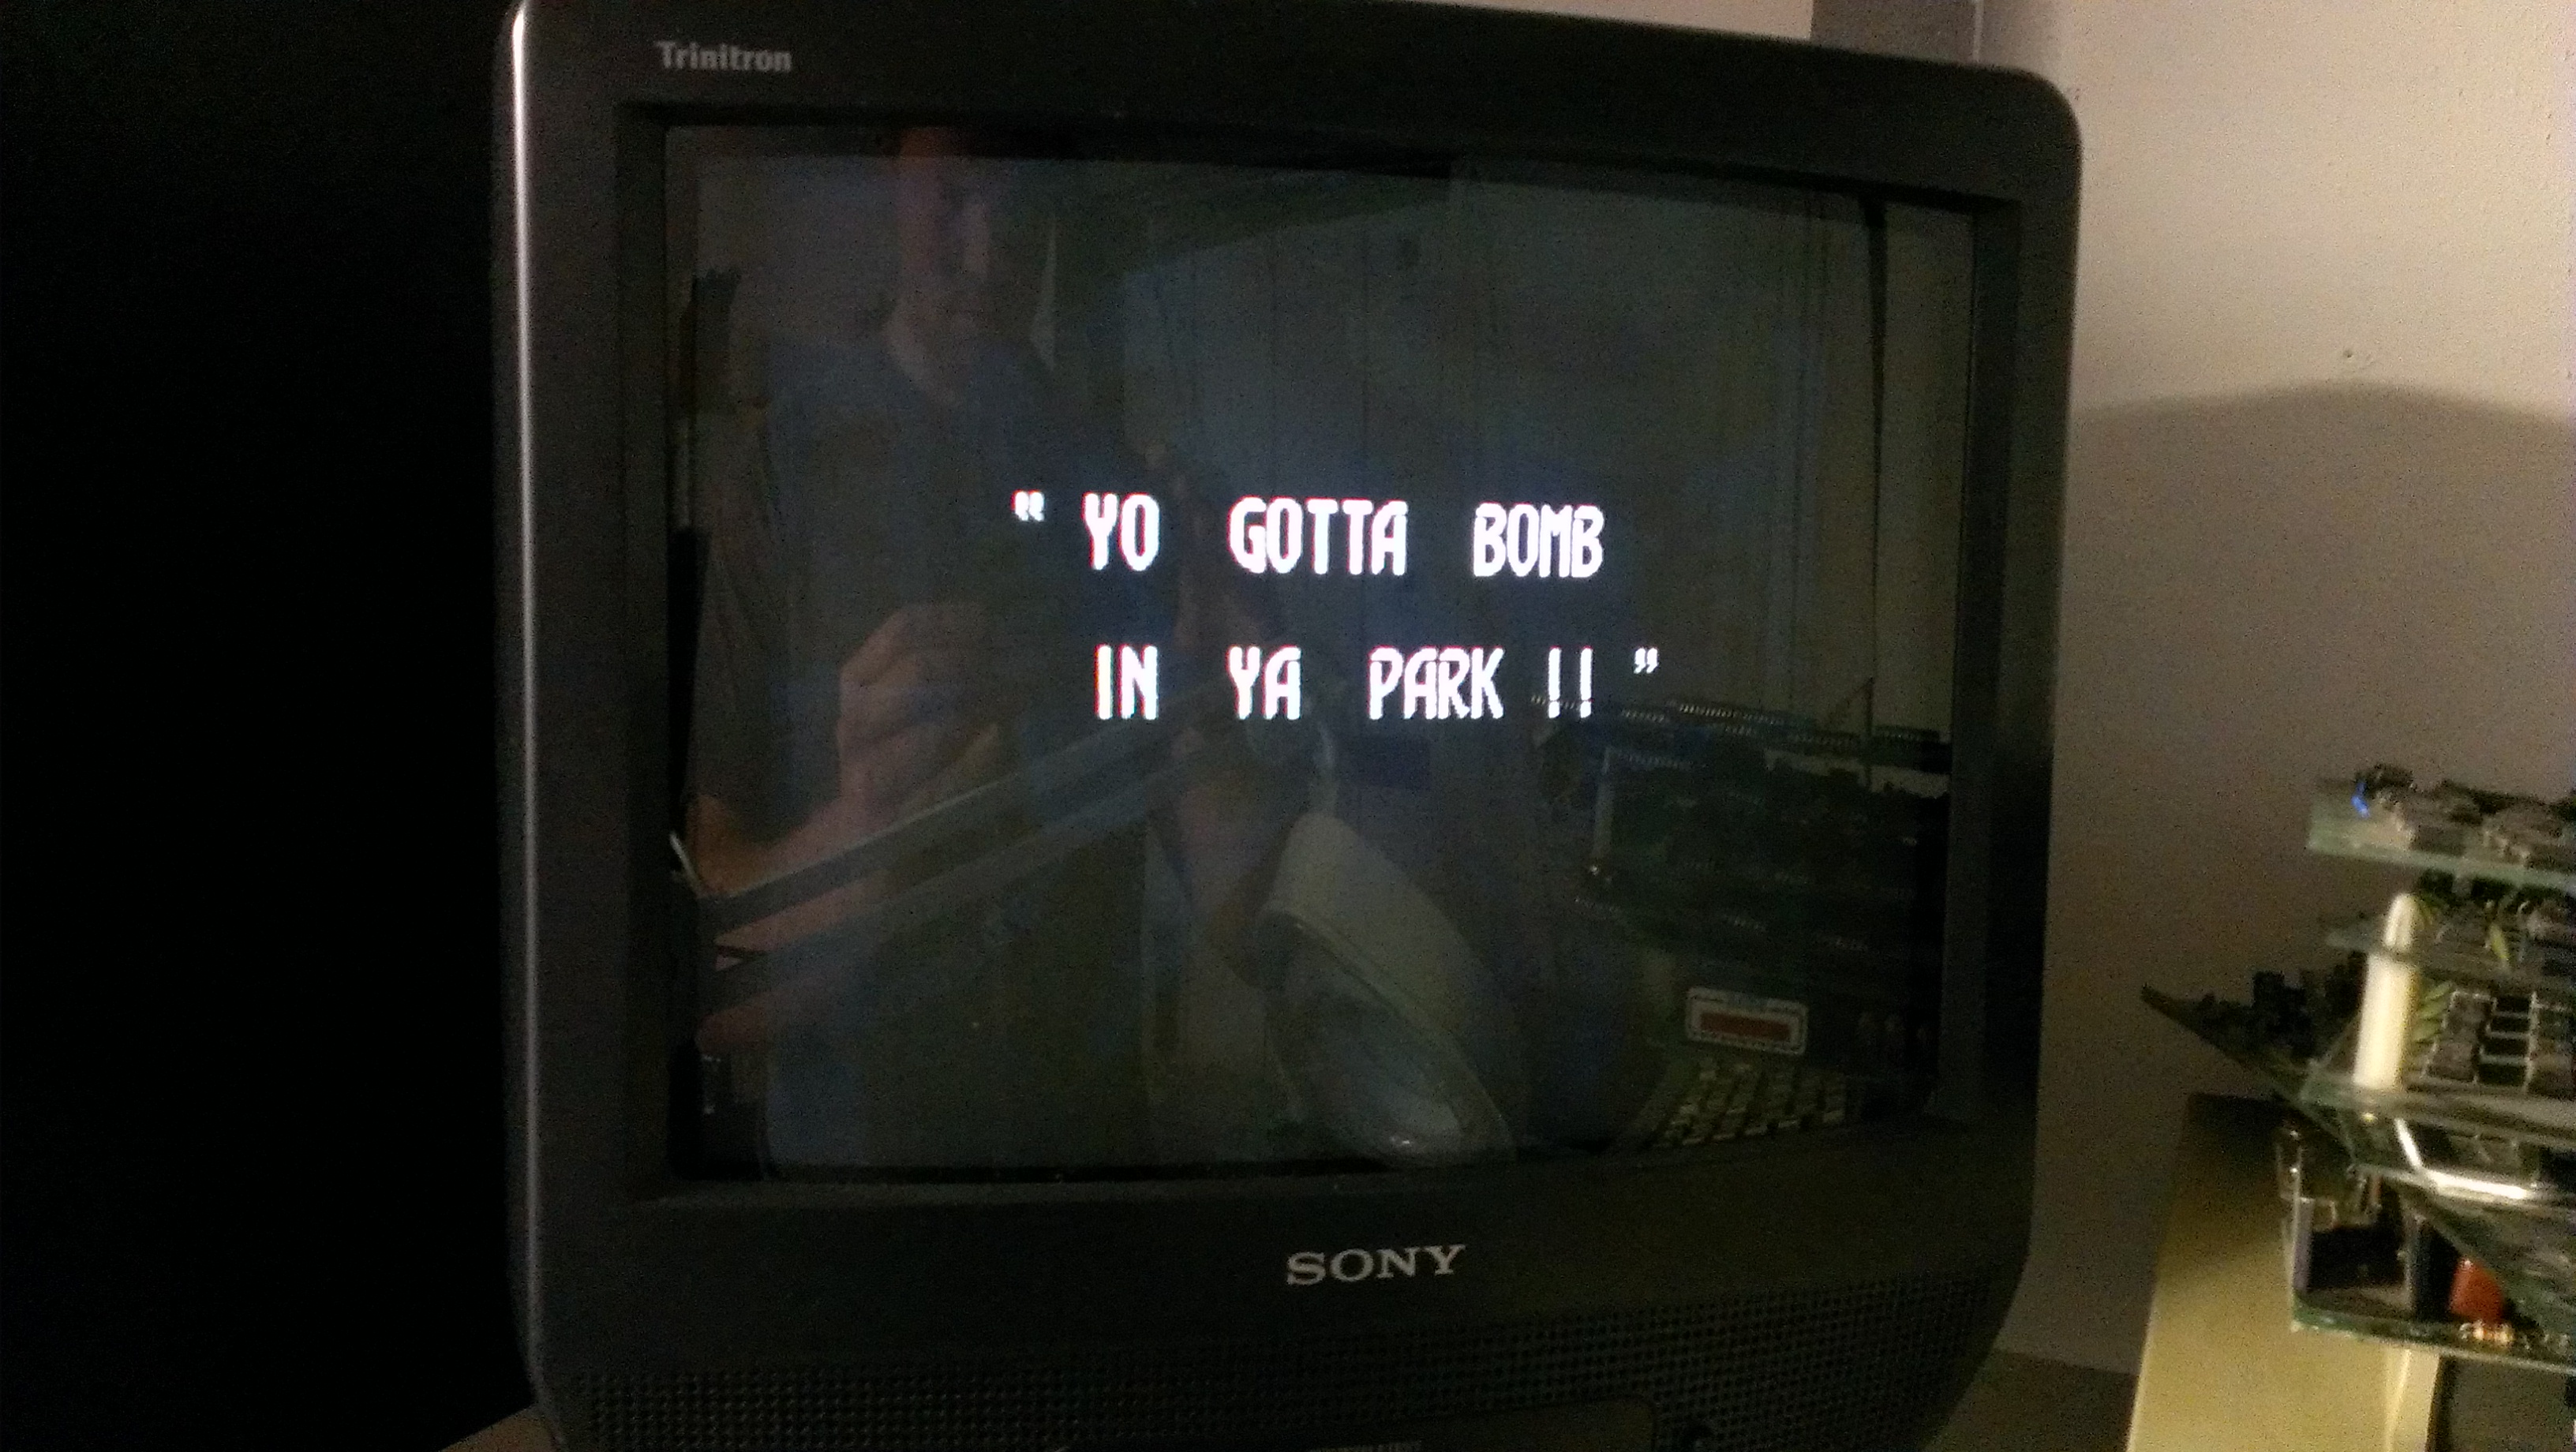 Trinitron
" YO GOTTA BOMB
IN YA PARK !! "
SONY